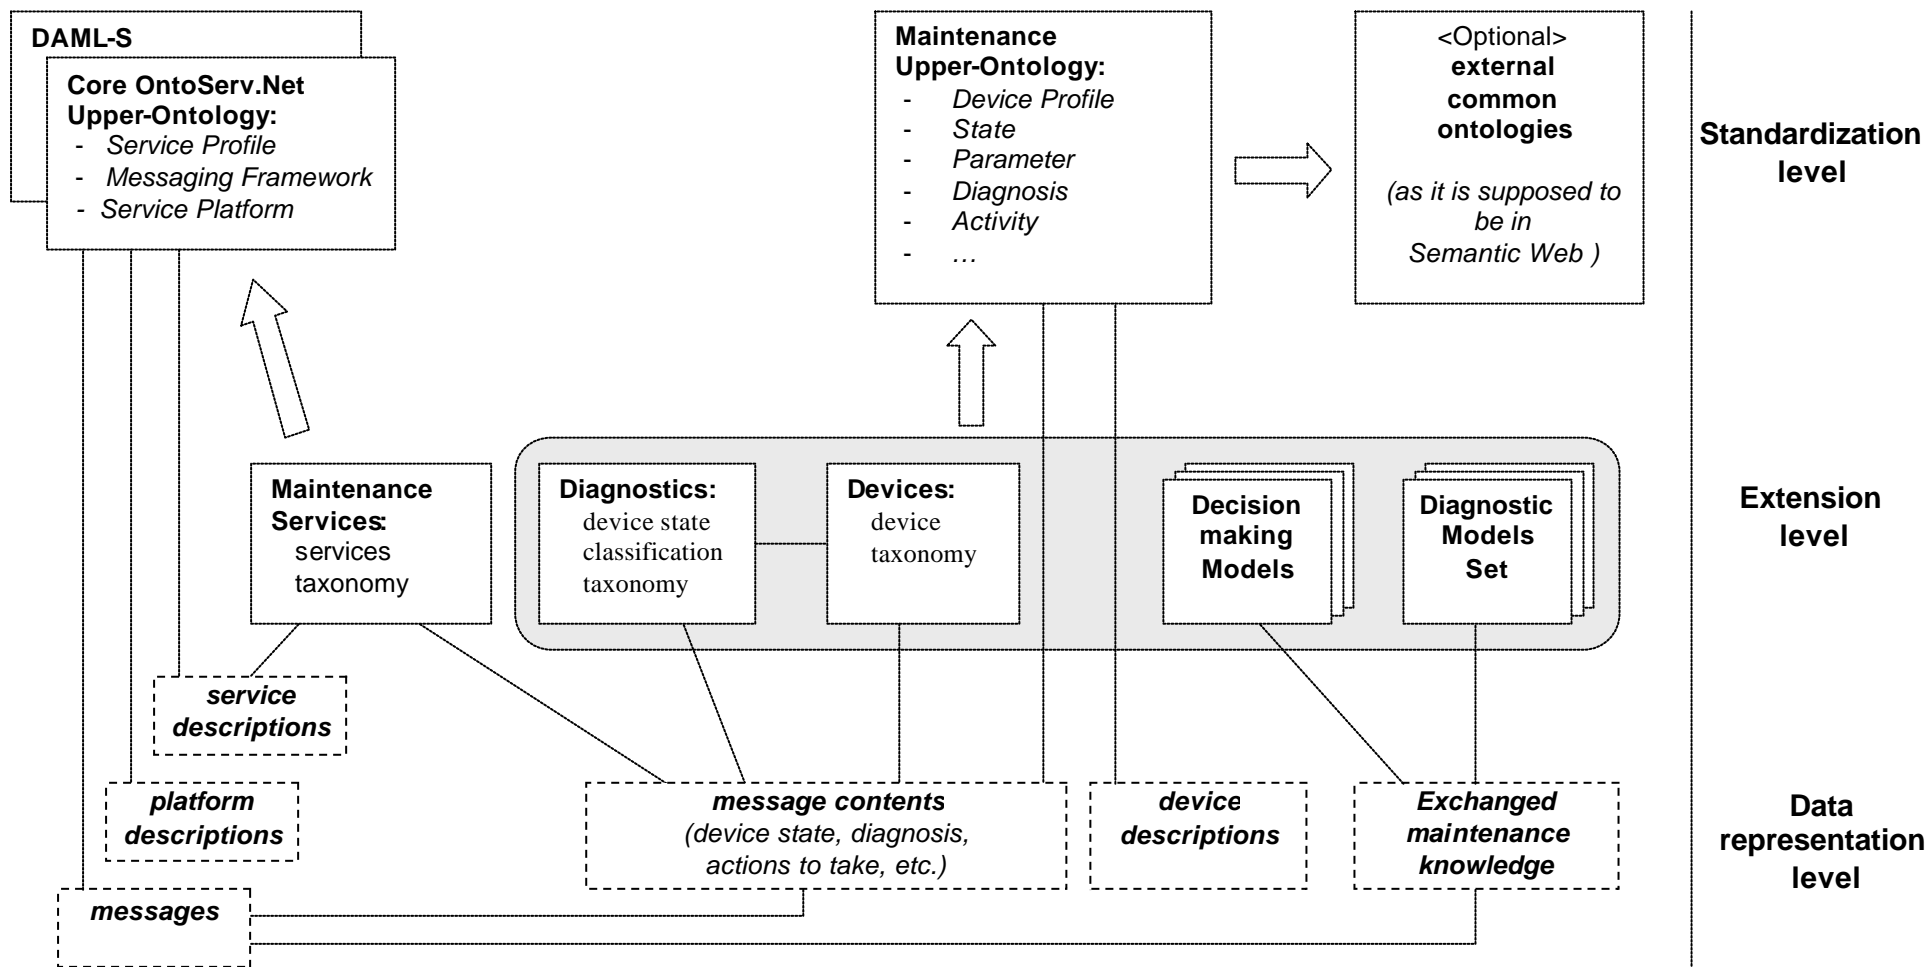 DAML-S
Core OntoServ.Net
Upper-Ontology:
- Service Profile
- Messaging Framework
- Service Platform
Maintenance
Upper-Ontology:
- Device Profile
- State
- Parameter
- Diagnosis
- Activity
- …
<Optional>
external
common
ontologies
(as it is supposed to
be in
Semantic Web )
Standardization
level
Maintenance
Services:
services
taxonomy
Diagnostics:
device state
classification
taxonomy
Devices:
device
taxonomy
Decision
making
Models
Diagnostic
Models
Set
Extension
level
service
descriptions
platform
descriptions
messages
message contents
(device state, diagnosis,
actions to take, etc.)
device
descriptions
Exchanged
maintenance
knowledge
Data
representation
level